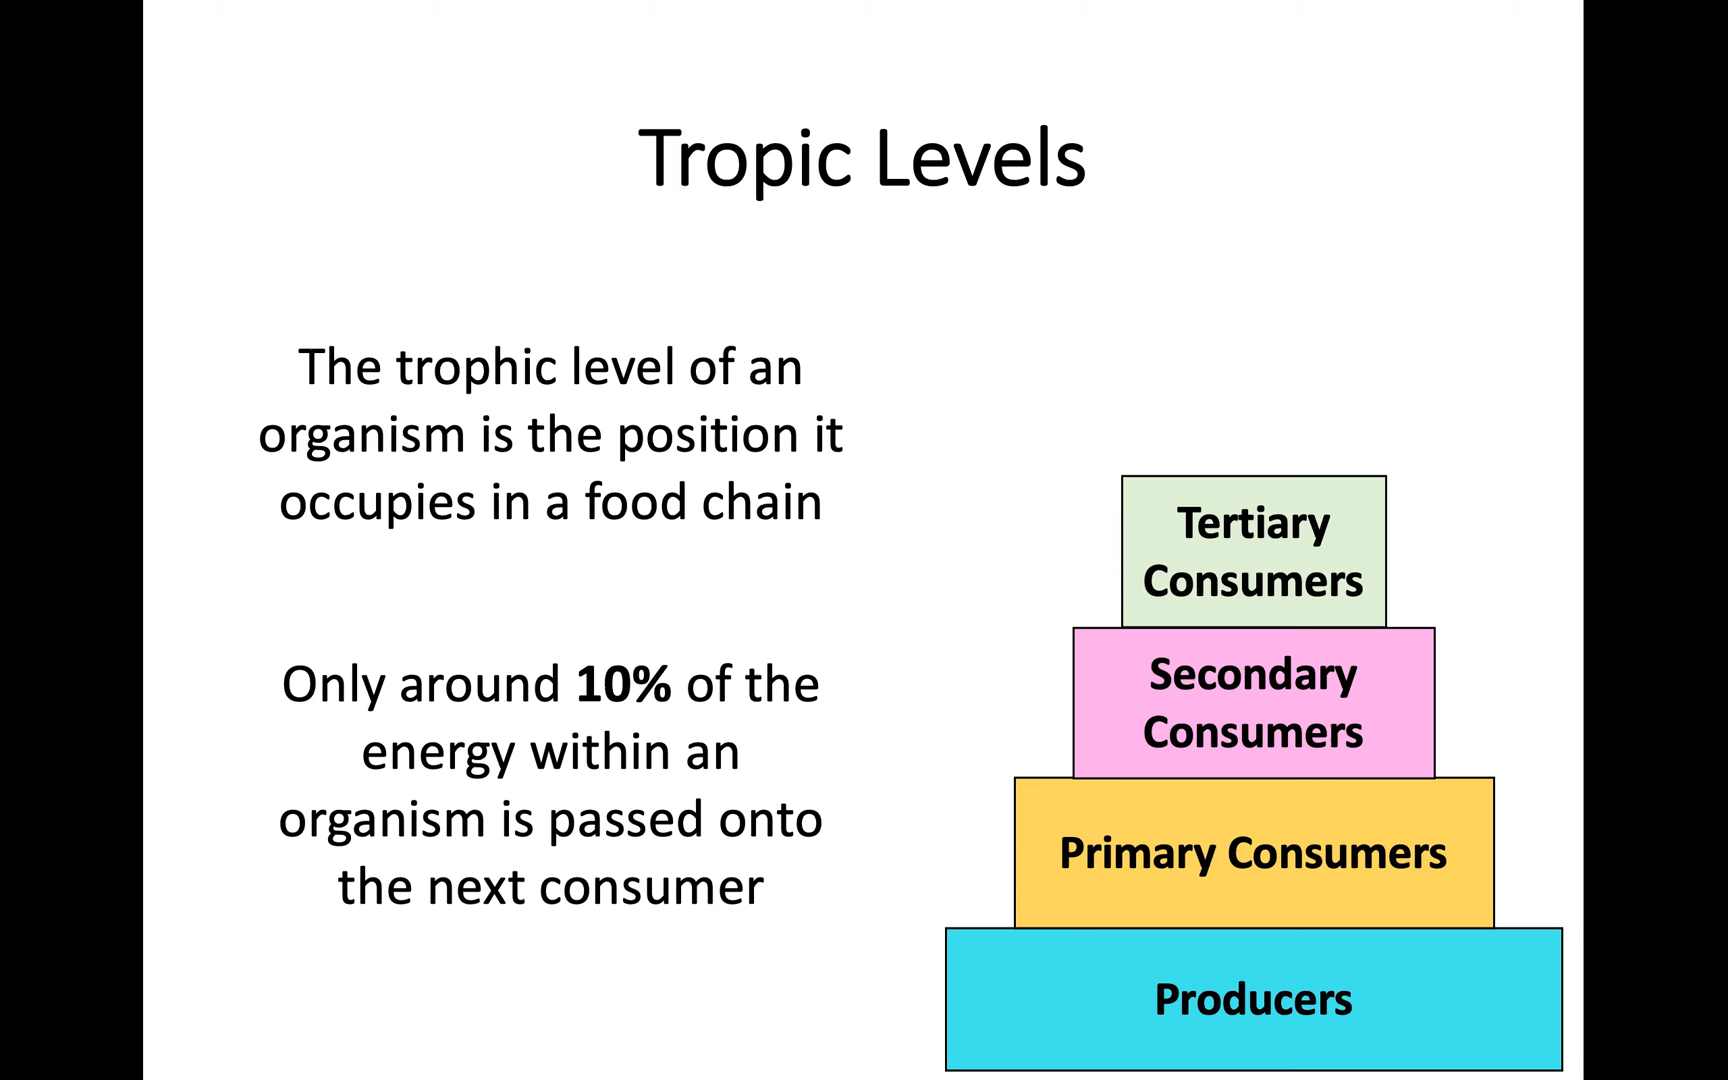 Tropic Levels
The trophic level of an
organism is the position it
occupies in a food chain
Only around 10% of the
energy within an
organism is passed onto
the next consumer
Tertiary
Consumers
Secondary
Consumers
Primary Consumers
Producers